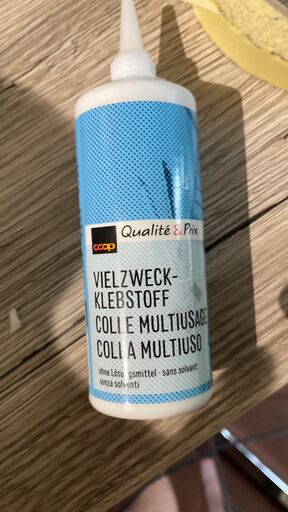 Qualité & Prix
coop
VIELZWECK-
KLEBSTOFF
COLLE MULTIUSAGE
COLLA MULTIUSO
ohne Lösungsmittel · sans solvant
senza solventi